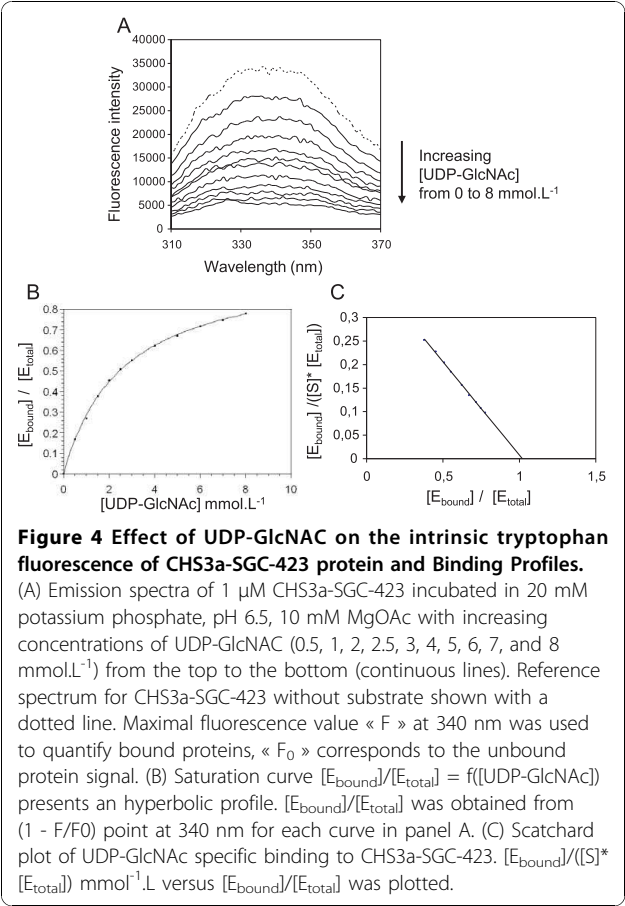 A
40000
35000
30000
25000
20000
15000
10000
5000
0
Fluorescence intensity
310 330 350 370
Wavelength (nm)
Increasing
[UDP-GlcNAc]
from 0 to 8 mmol.L-1
B
0.8
0.7
0.6
0.5
0.4
0.3
0.2
0.1
0
[Ebound] / [Etotal]
0 2 4 6 8 10
[UDP-GlcNAc] mmol.L-1
C
0,3
0,25
0,2
0,15
0,1
0,05
0
[Ebound] /([S]* [Etotal])
0 0,5 1 1,5
[Ebound] / [Etotal]
Figure 4 Effect of UDP-GlcNAC on the intrinsic tryptophan
fluorescence of CHS3a-SGC-423 protein and Binding Profiles.
(A) Emission spectra of 1 μM CHS3a-SGC-423 incubated in 20 mM
potassium phosphate, pH 6.5, 10 mM MgOAc with increasing
concentrations of UDP-GlcNAC (0.5, 1, 2, 2.5, 3, 4, 5, 6, 7, and 8
mmol.L-1) from the top to the bottom (continuous lines). Reference
spectrum for CHS3a-SGC-423 without substrate shown with a
dotted line. Maximal fluorescence value « F » at 340 nm was used
to quantify bound proteins, « F0 » corresponds to the unbound
protein signal. (B) Saturation curve [Ebound]/[Etotal] = f([UDP-GlcNAc])
presents an hyperbolic profile. [Ebound]/[Etotal] was obtained from
(1 - F/F0) point at 340 nm for each curve in panel A. (C) Scatchard
plot of UDP-GlcNAc specific binding to CHS3a-SGC-423. [Ebound]/([S]*
[Etotal]) mmol-1.L versus [Ebound]/[Etotal] was plotted.